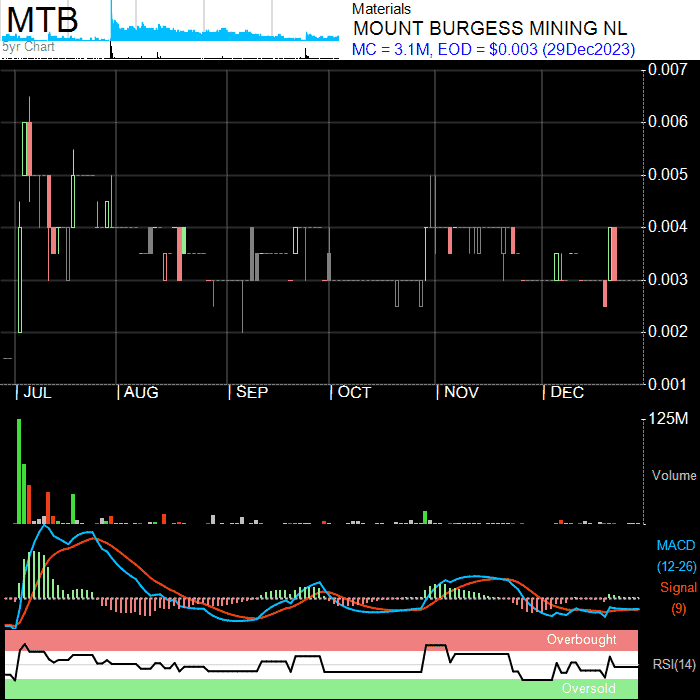 MTB
5yr Chart
Materials
MOUNT BURGESS MINING NL
MC = 3.1M, EOD = $0.003 (29Dec2023)
0.007
0.006
0.005
0.004
0.003
0.002
0.001
JUL AUG SEP OCT NOV DEC
125M
Volume
MACD
(12-26)
Signal
(9)
Overbought
RSI(14)
Oversold